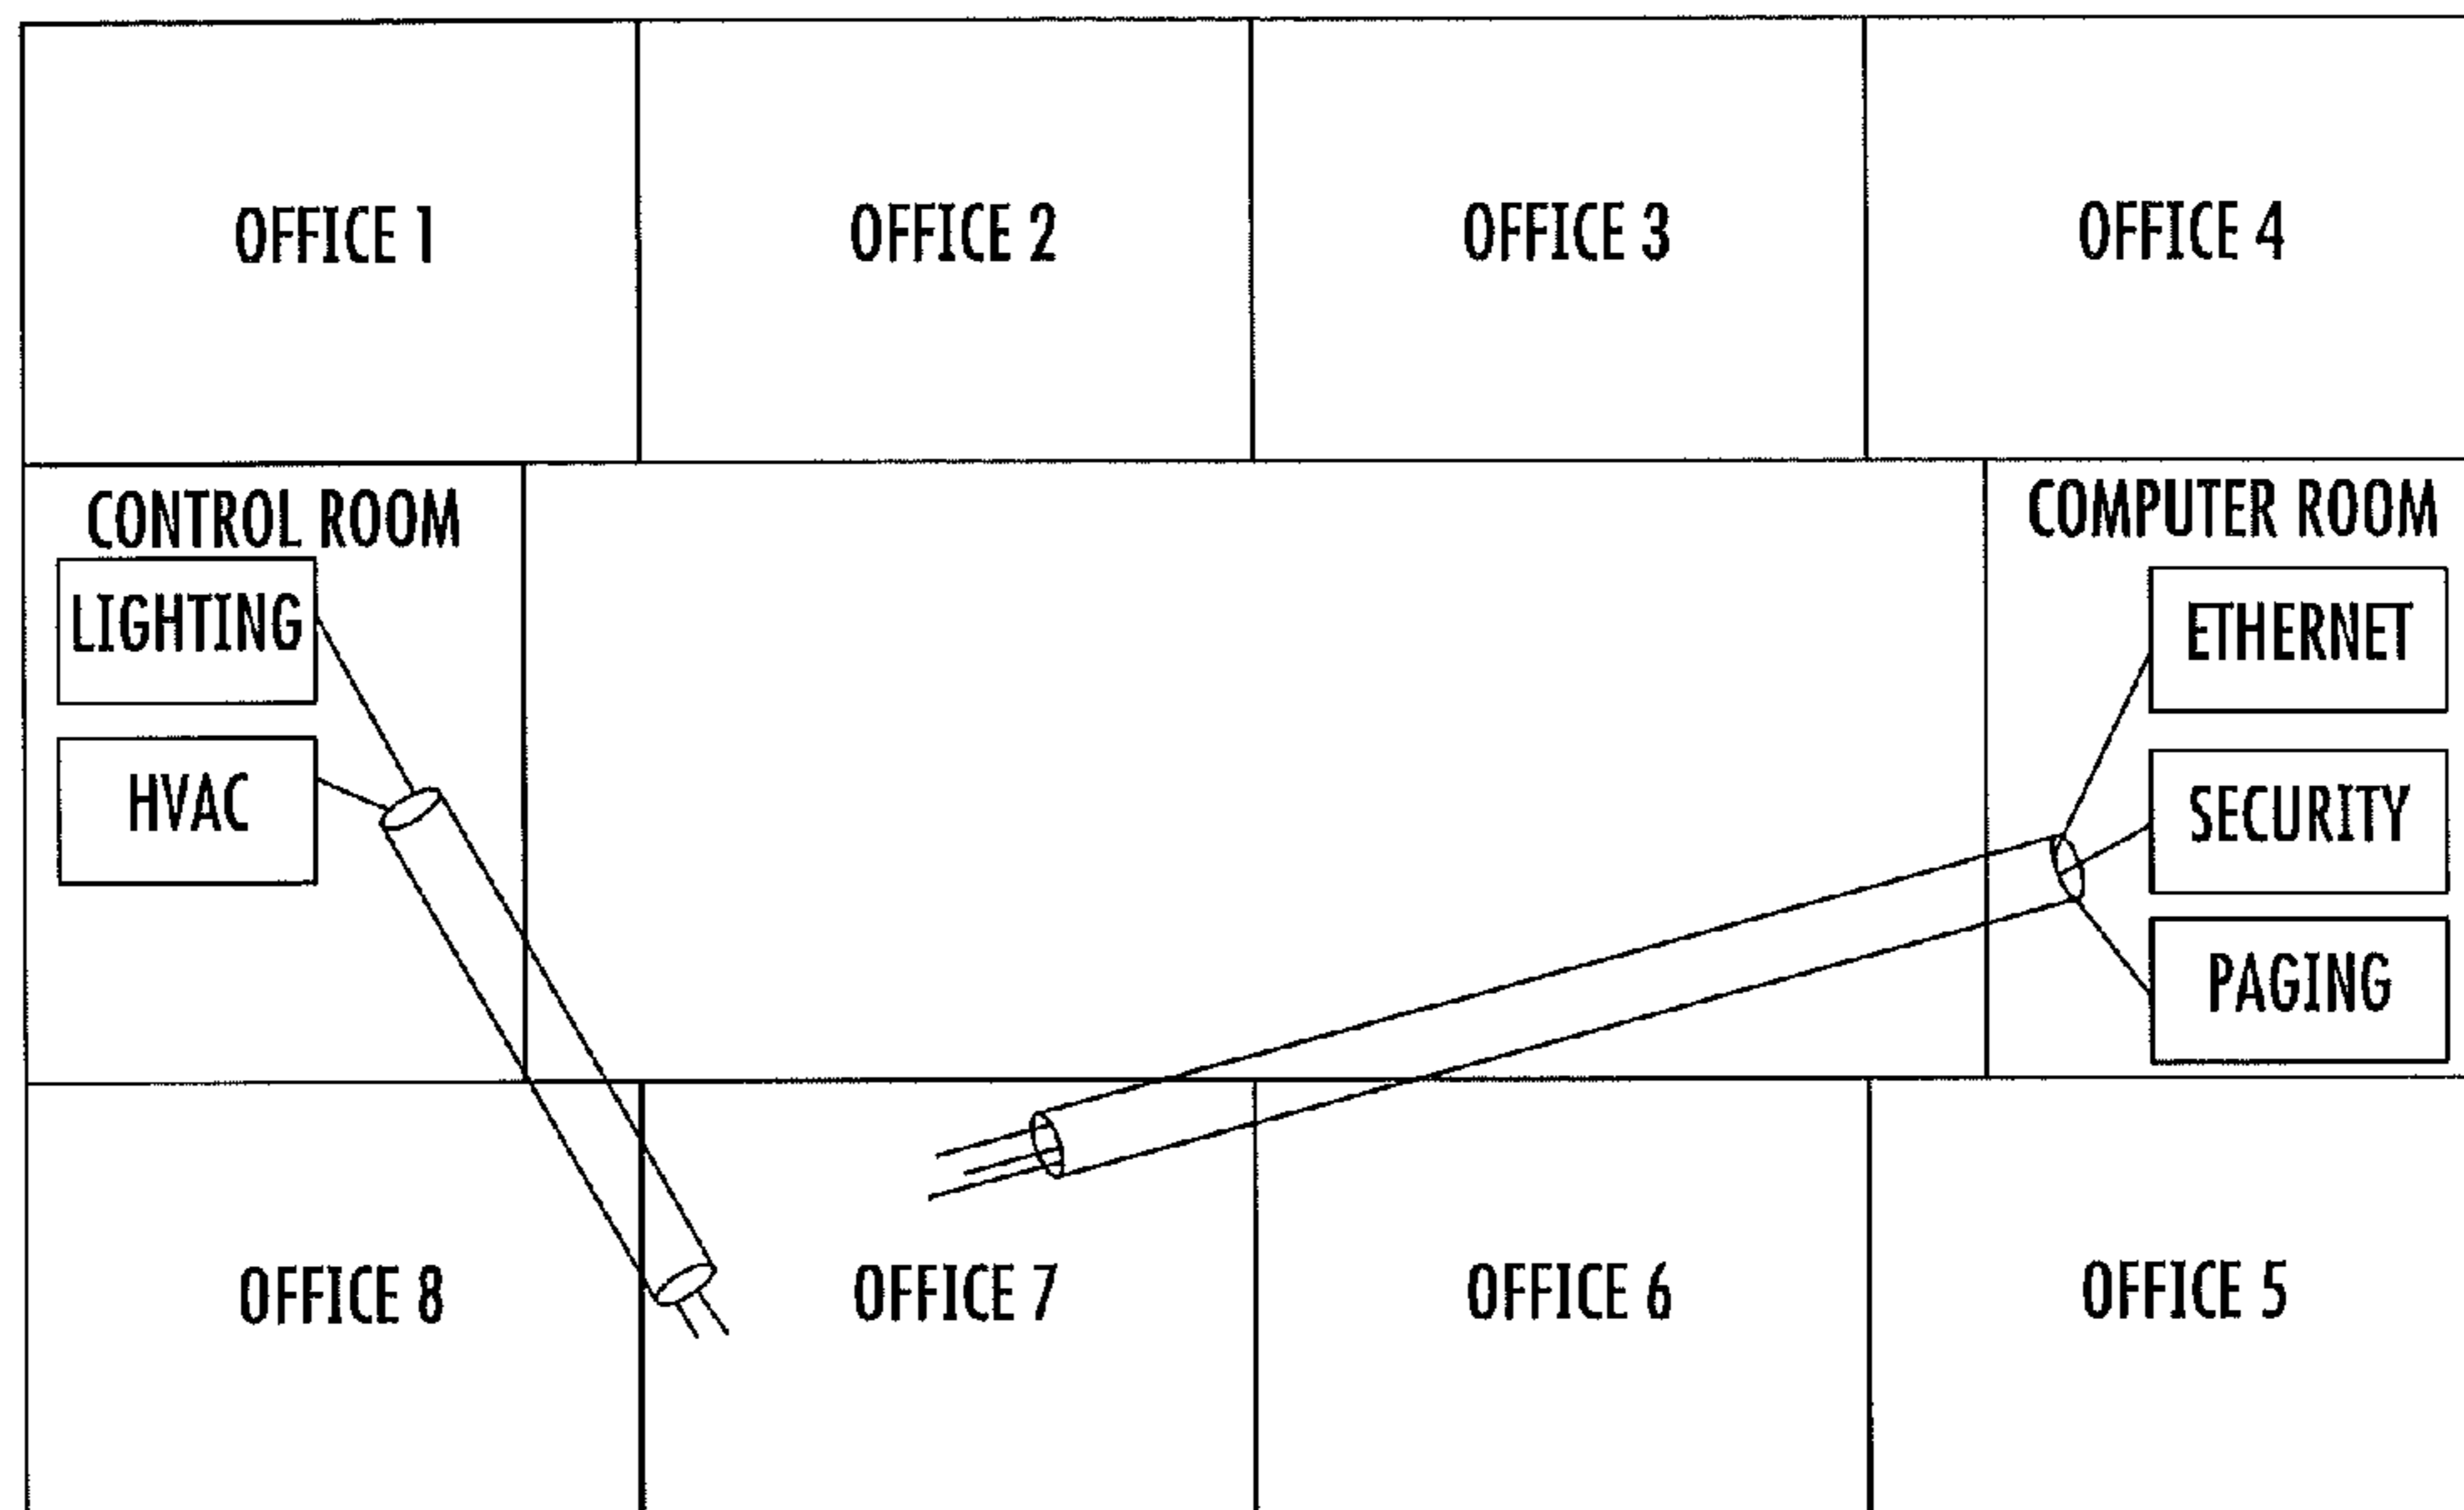 OFFICE 1
OFFICE 2
OFFICE 3
OFFICE 4
CONTROL ROOM
LIGHTING
HVAC
COMPUTER ROOM
ETHERNET
SECURITY
PAGING
OFFICE 8
OFFICE 7
OFFICE 6
OFFICE 5